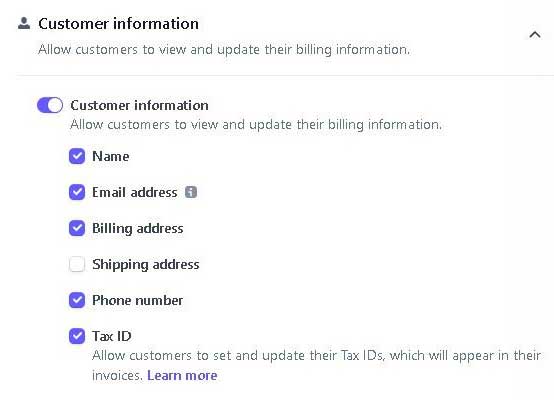 Customer information
Allow customers to view and update their billing information.
Customer information
Allow customers to view and update their billing information.
Name
Email address
Billing address
Shipping address
Phone number
Tax ID
Allow customers to set and update their Tax IDs, which will appear in their
invoices. Learn more